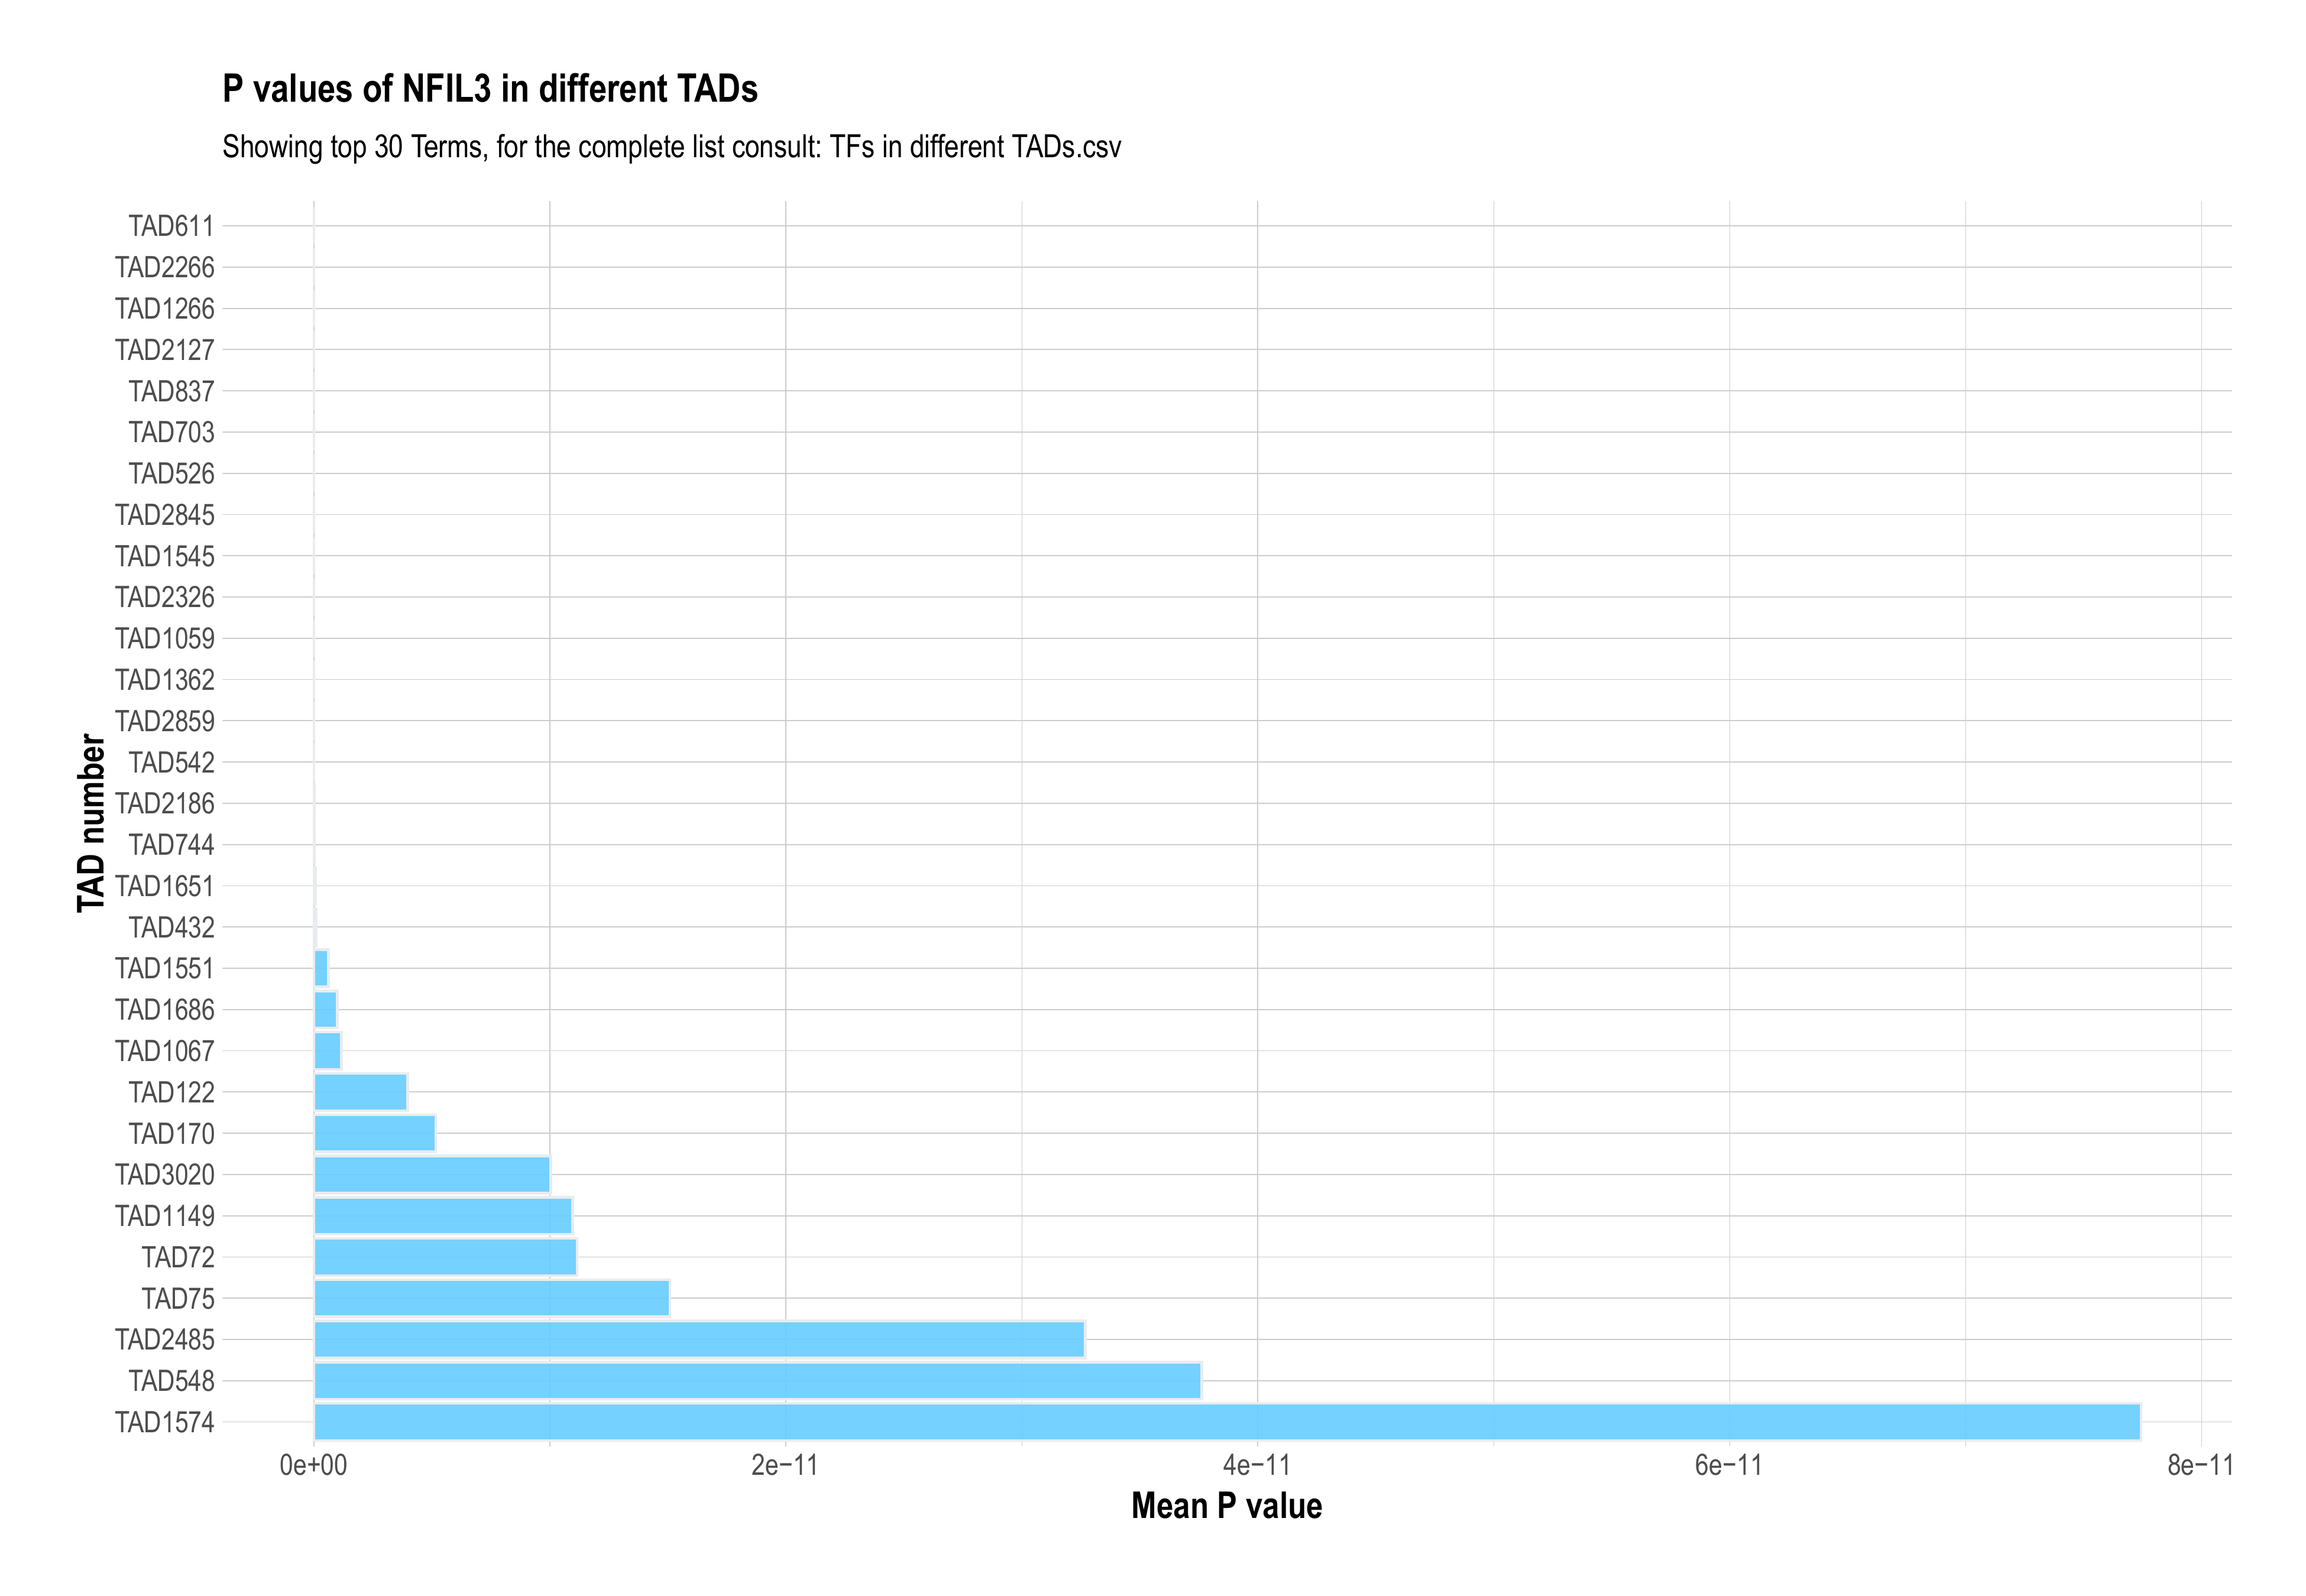 P values of NFIL3 in different TADs
Showing top 30 Terms, for the complete list consult: TFs in different TADs.csv
TAD611
TAD2266
TAD1266
TAD2127
TAD837
TAD703
TAD526
TAD2845
TAD1545
TAD2326
TAD1059
TAD1362
TAD2859
TAD542
TAD2186
TAD744
TAD1651
TAD432
TAD1551
TAD1686
TAD1067
TAD122
TAD170
TAD3020
TAD1149
TAD72
TAD75
TAD2485
TAD548
TAD1574
TAD number
0e+00 2e−11 4e−11 6e−11 8e−11
Mean P value